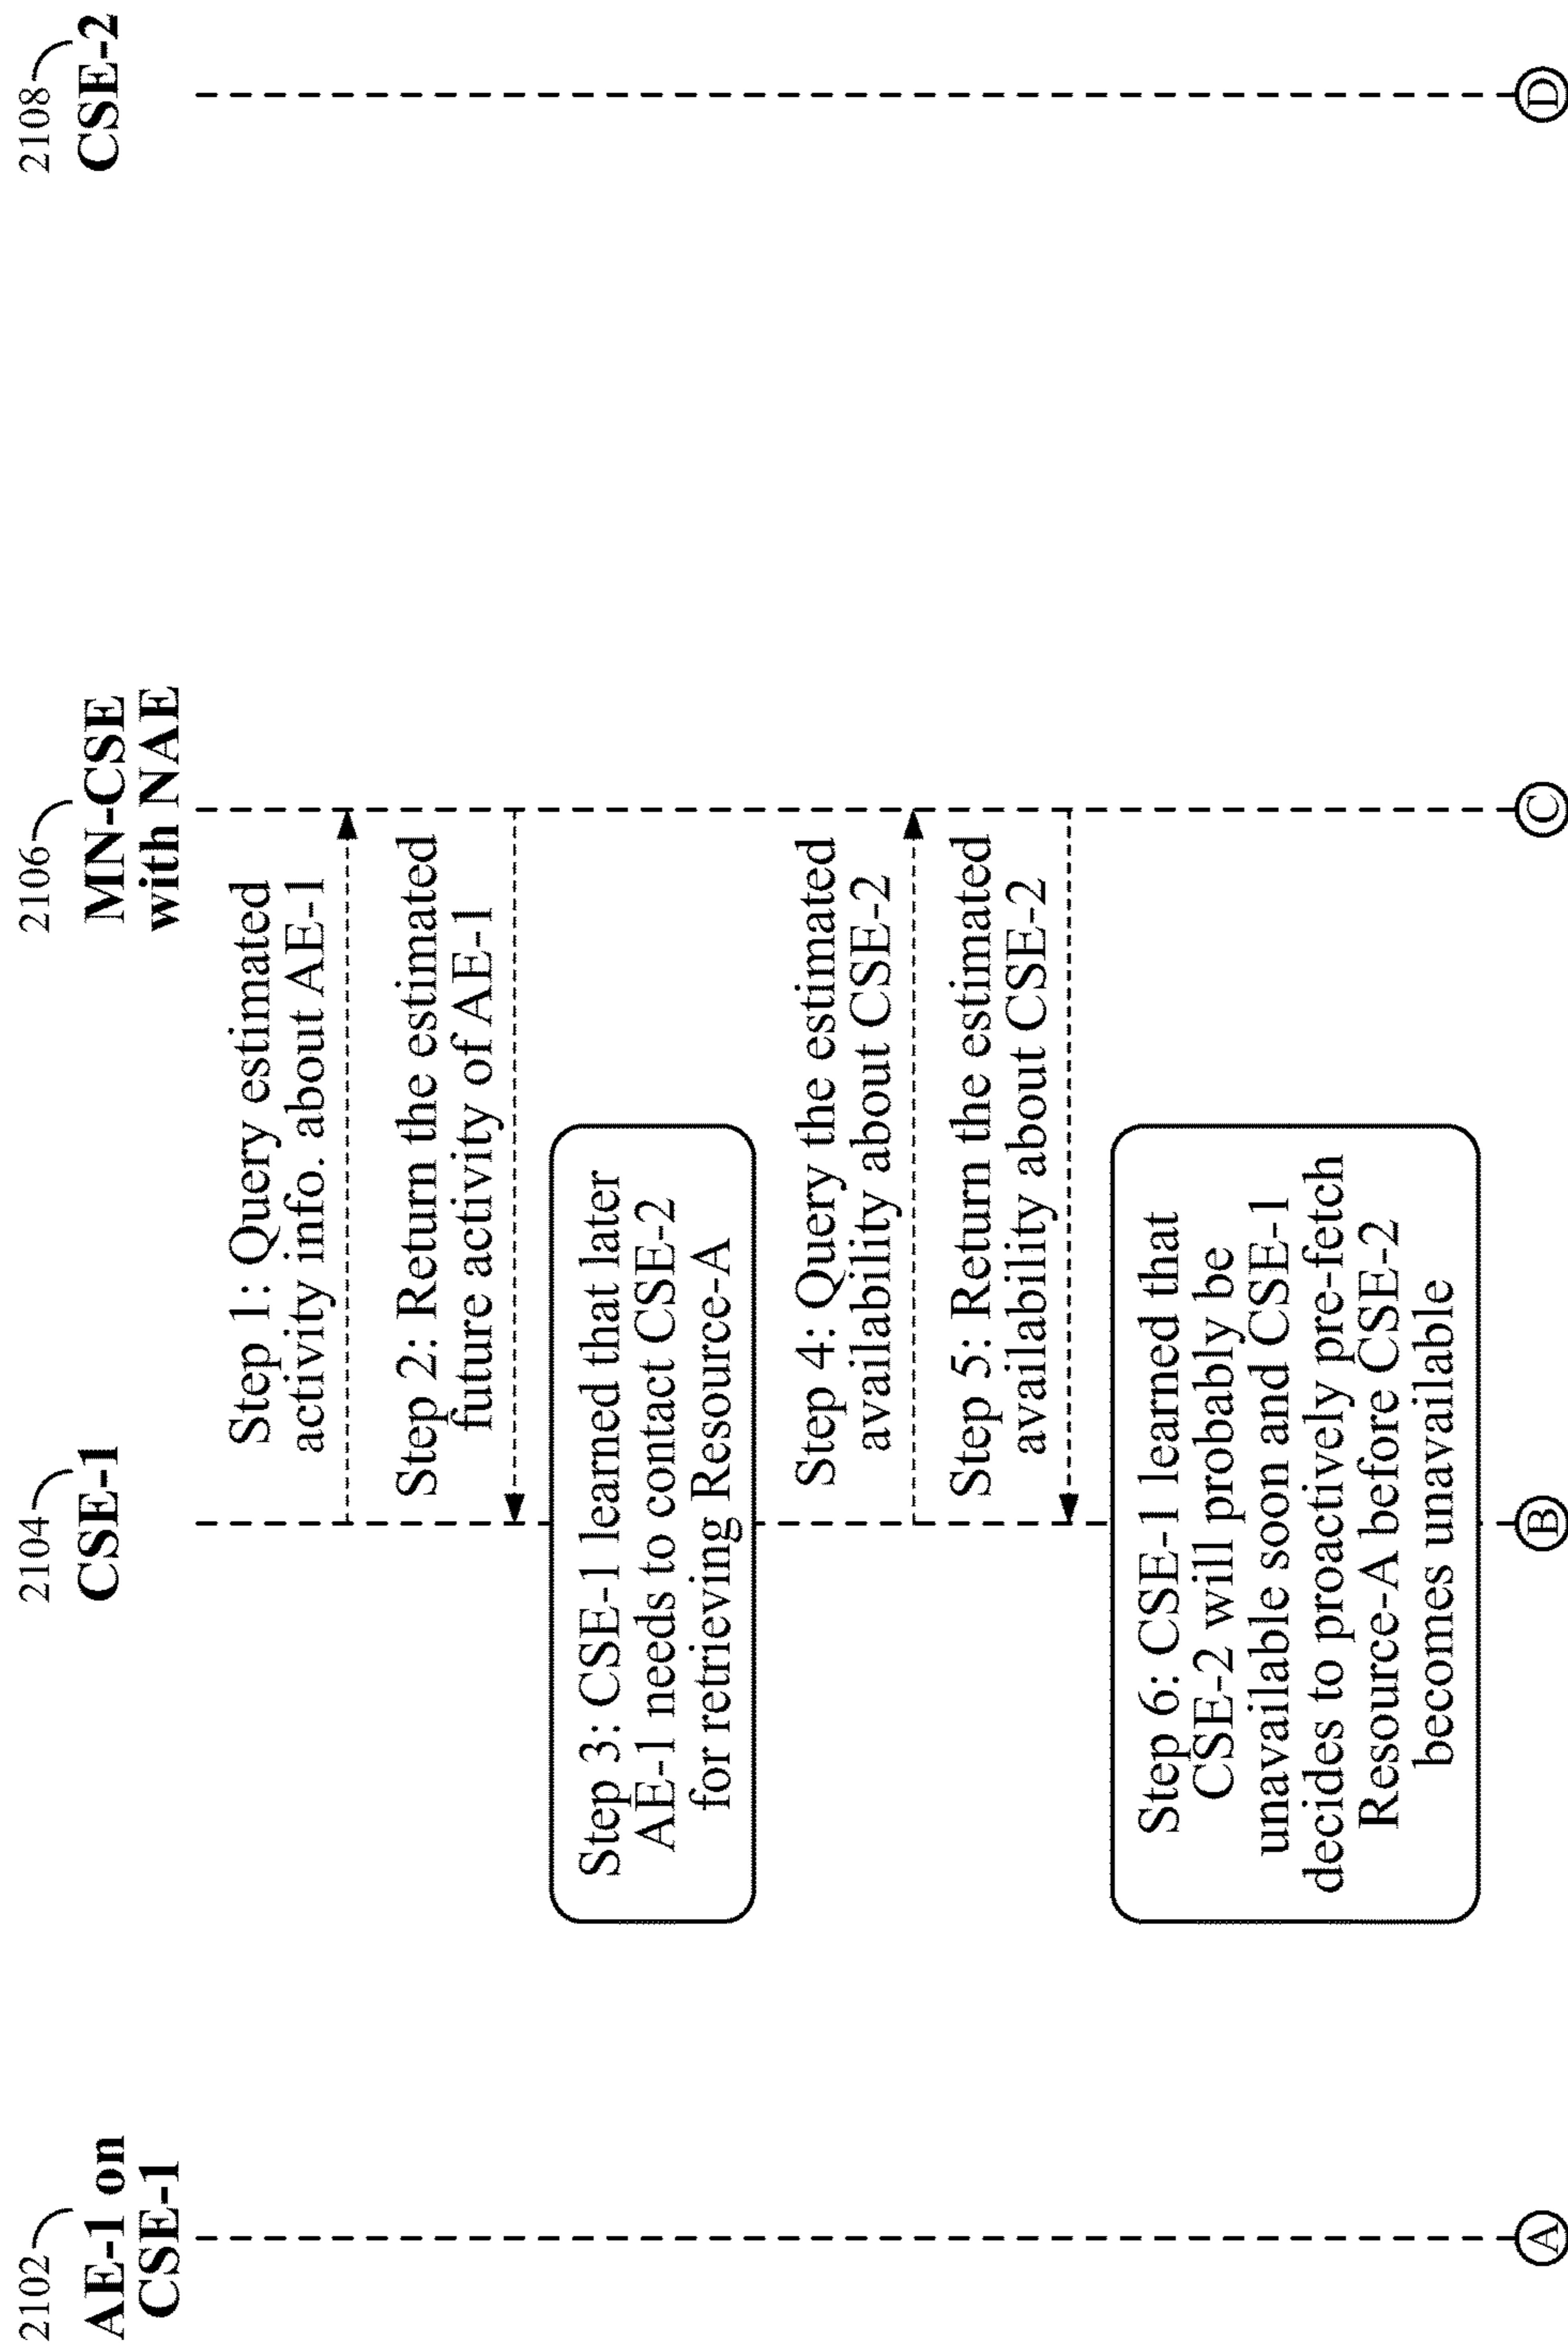 2102
AE-1 on
CSE-1
2104
CSE-1
2106
MN-CSE
with NAE
2108
CSE-2
Step 1: Query estimated
activity info. about AE-1
Step 2: Return the estimated
future activity of AE-1
Step 3: CSE-1 learned that later
AE-1 needs to contact CSE-2
for retrieving Resource-A
Step 4: Query the estimated
availability about CSE-2
Step 5: Return the estimated
availability about CSE-2
Step 6: CSE-1 learned that
CSE-2 will probably be
unavailable soon and CSE-1
decides to proactively pre-fetch
Resource-A before CSE-2
becomes unavailable
A
B
C
D